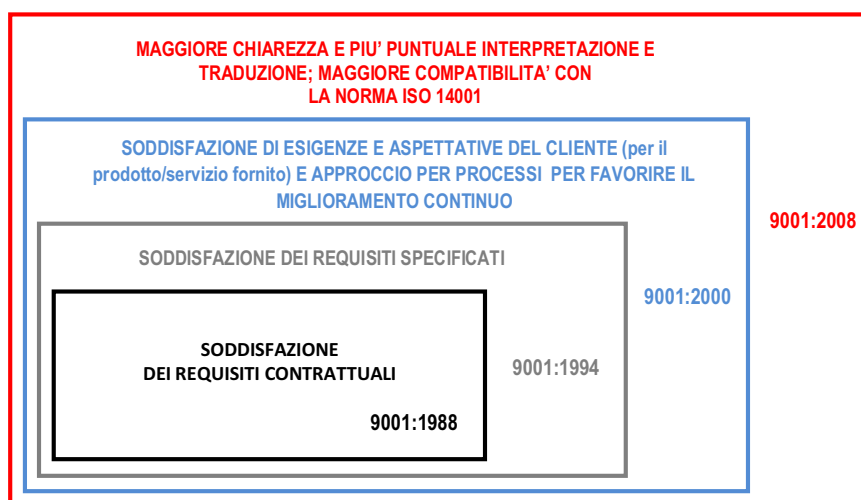 MAGGIORE CHIAREZZA E PIU’ PUNTUALE INTERPRETAZIONE E
TRADUZIONE; MAGGIORE COMPATIBILITA’ CON
LA NORMA ISO 14001
SODDISFAZIONE DI ESIGENZE E ASPETTATIVE DEL CLIENTE (per il
prodotto/servizio fornito) E APPROCCIO PER PROCESSI PER FAVORIRE IL
MIGLIORAMENTO CONTINUO
9001:2008
SODDISFAZIONE DEI REQUISITI SPECIFICATI
9001:2000
SODDISFAZIONE
DEI REQUISITI CONTRATTUALI
9001:1994
9001:1988